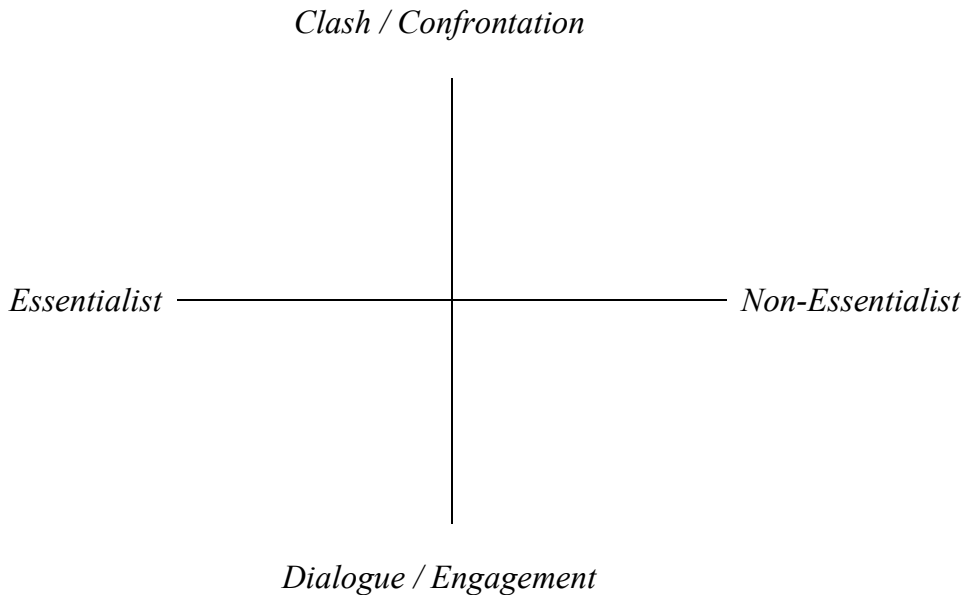 Clash / Confrontation
Essentialist
Non-Essentialist
Dialogue / Engagement